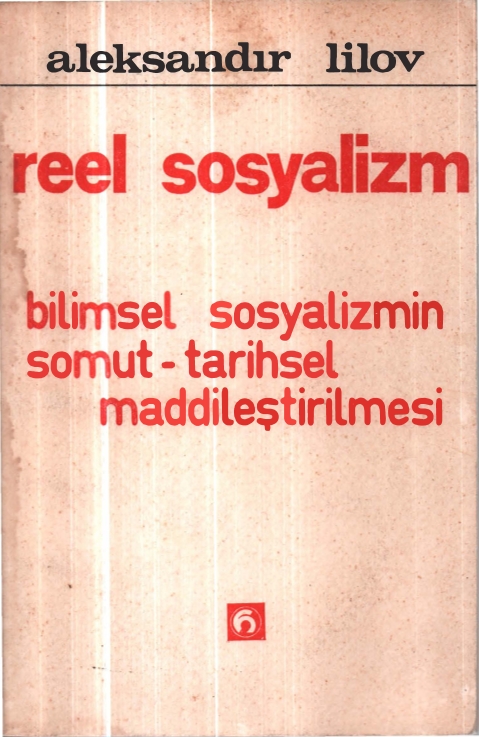 aleksandır lilov
reel sosyalizm
bilimsel sosyalizmin
somut-tarihsel
maddileştirilmesi